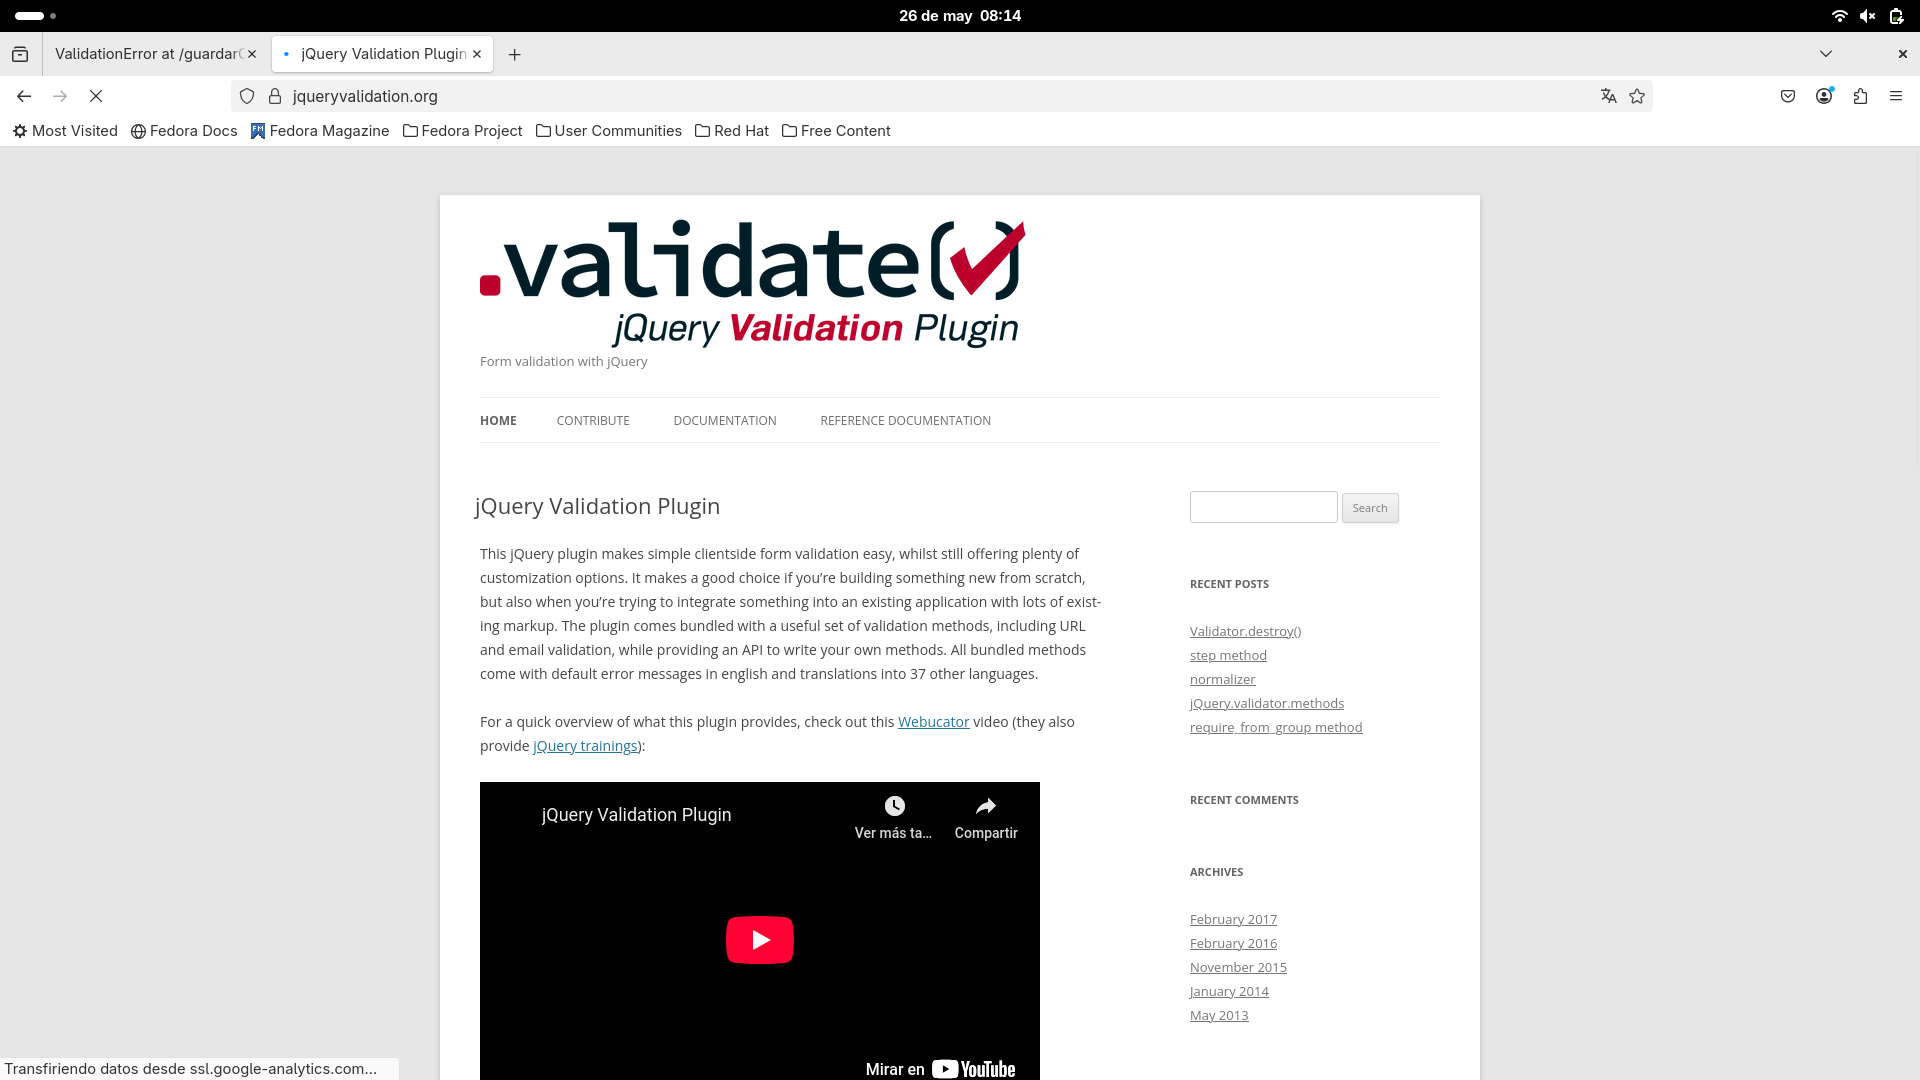 26 de may 08:14
ValidationError at /guardar
jQuery Validation Plugin
jqueryvalidation.org
Most Visited
Fedora Docs
Fedora Magazine
Fedora Project
User Communities
Red Hat
Free Content
.validate()
jQuery Validation Plugin
Form validation with jQuery
HOME
CONTRIBUTE
DOCUMENTATION
REFERENCE DOCUMENTATION
jQuery Validation Plugin
Search
This jQuery plugin makes simple clientside form validation easy, whilst still offering plenty of
customization options. It makes a good choice if you’re building something new from scratch,
but also when you’re trying to integrate something into an existing application with lots of exist-
ing markup. The plugin comes bundled with a useful set of validation methods, including URL
and email validation, while providing an API to write your own methods. All bundled methods
come with default error messages in english and translations into 37 other languages.
For a quick overview of what this plugin provides, check out this Webucator video (they also
provide jQuery trainings):
jQuery Validation Plugin
Ver más ta...
Compartir
Mirar en YouTube
RECENT POSTS
Validator.destroy()
step method
normalizer
jQuery.validator.methods
require_from_group method
RECENT COMMENTS
ARCHIVES
February 2017
February 2016
November 2015
January 2014
May 2013
Transfiriendo datos desde ssl.google-analytics.com...